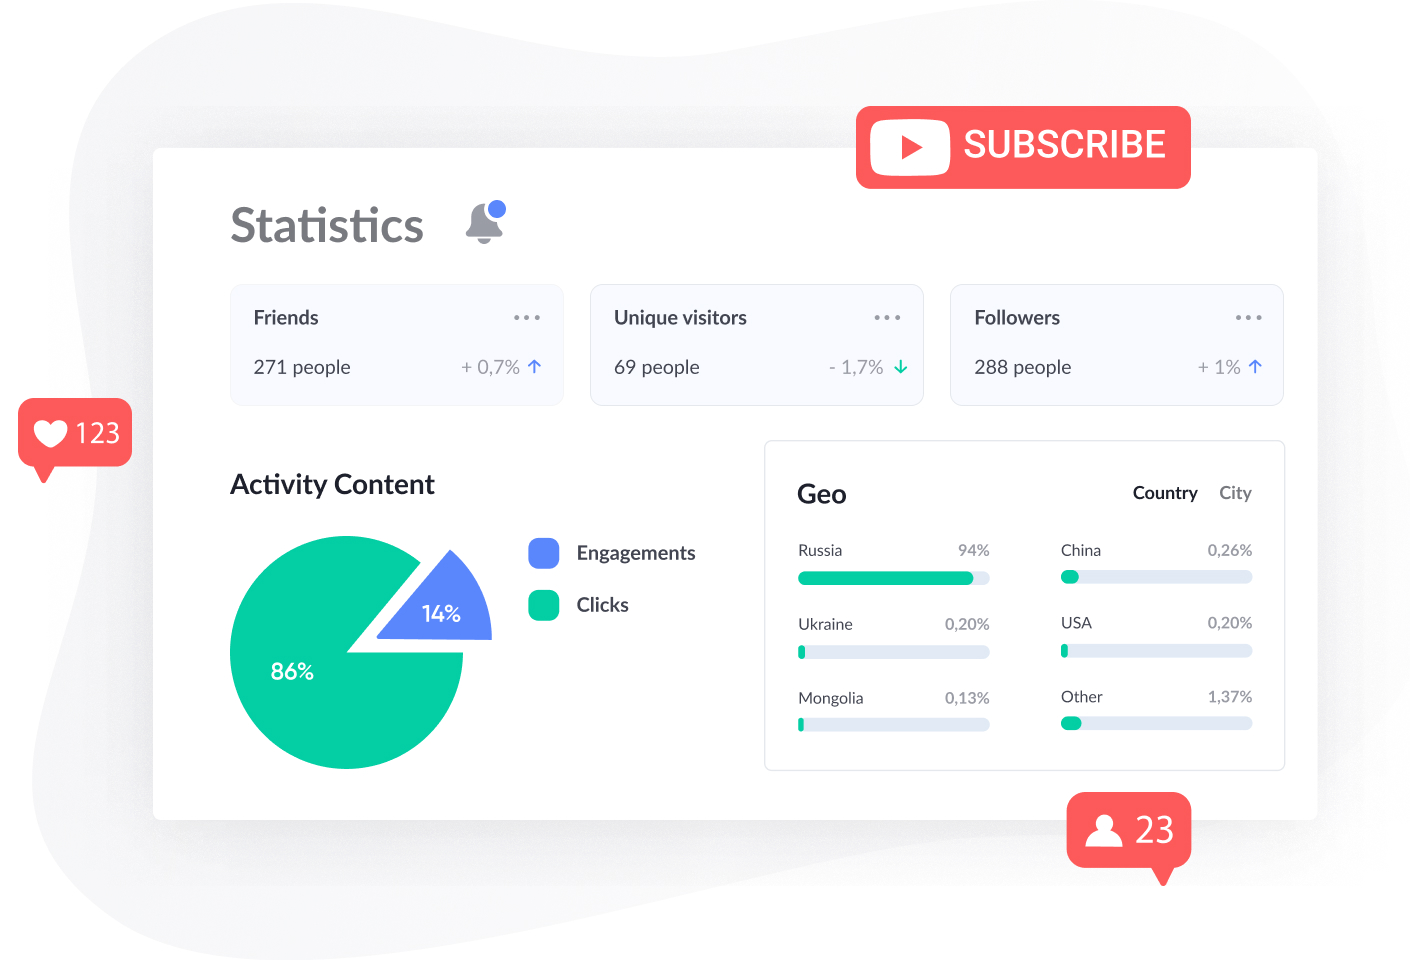 SUBSCRIBE
Statistics
Friends
271 people + 0,7%
Unique visitors
69 people - 1,7%
Followers
288 people + 1%
123
Activity Content
14%
86%
Engagements
Clicks
Geo
Country City
Russia 94%
China 0,26%
Ukraine 0,20%
USA 0,20%
Mongolia 0,13%
Other 1,37%
23